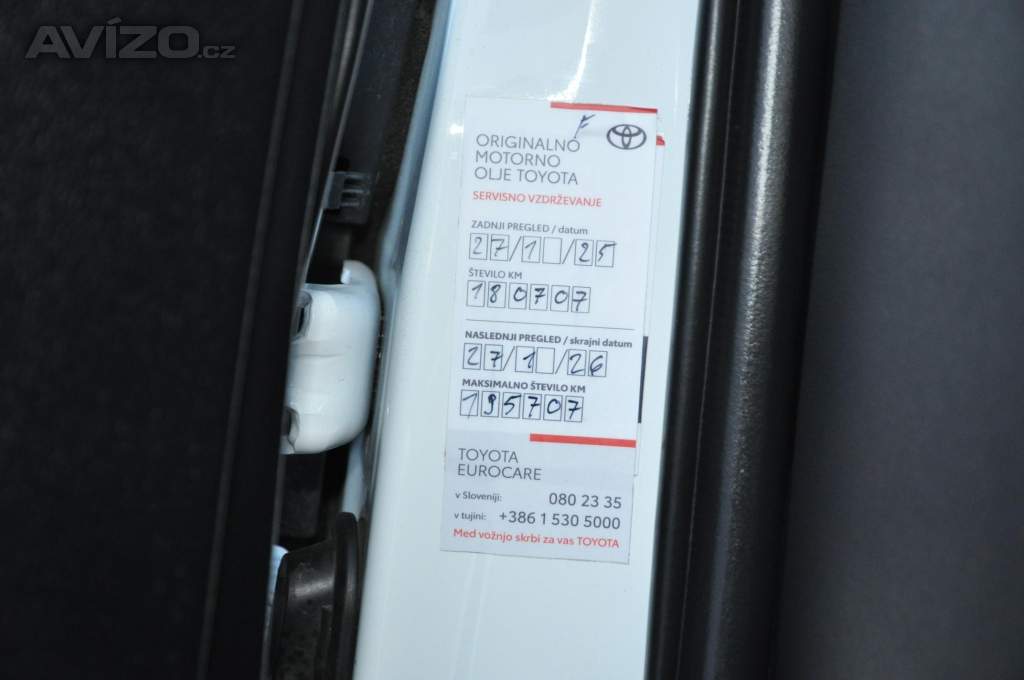 AVÍZO.cz
F
ORIGINALNO
MOTORNO
OLJE TOYOTA
SERVISNO VZDRŽEVANJE
ZADNJI PREGLED / datum
27/1 /25
ŠTEVILO KM
180707
NASLEDNJI PREGLED / skrajni datum
27/1 /26
MAKSIMALNO ŠTEVILO KM
195707
TOYOTA
EUROCARE
v Sloveniji: 080 23 35
v tujini: +386 1 530 5000
Med vožnjo skrbi za vas TOYOTA